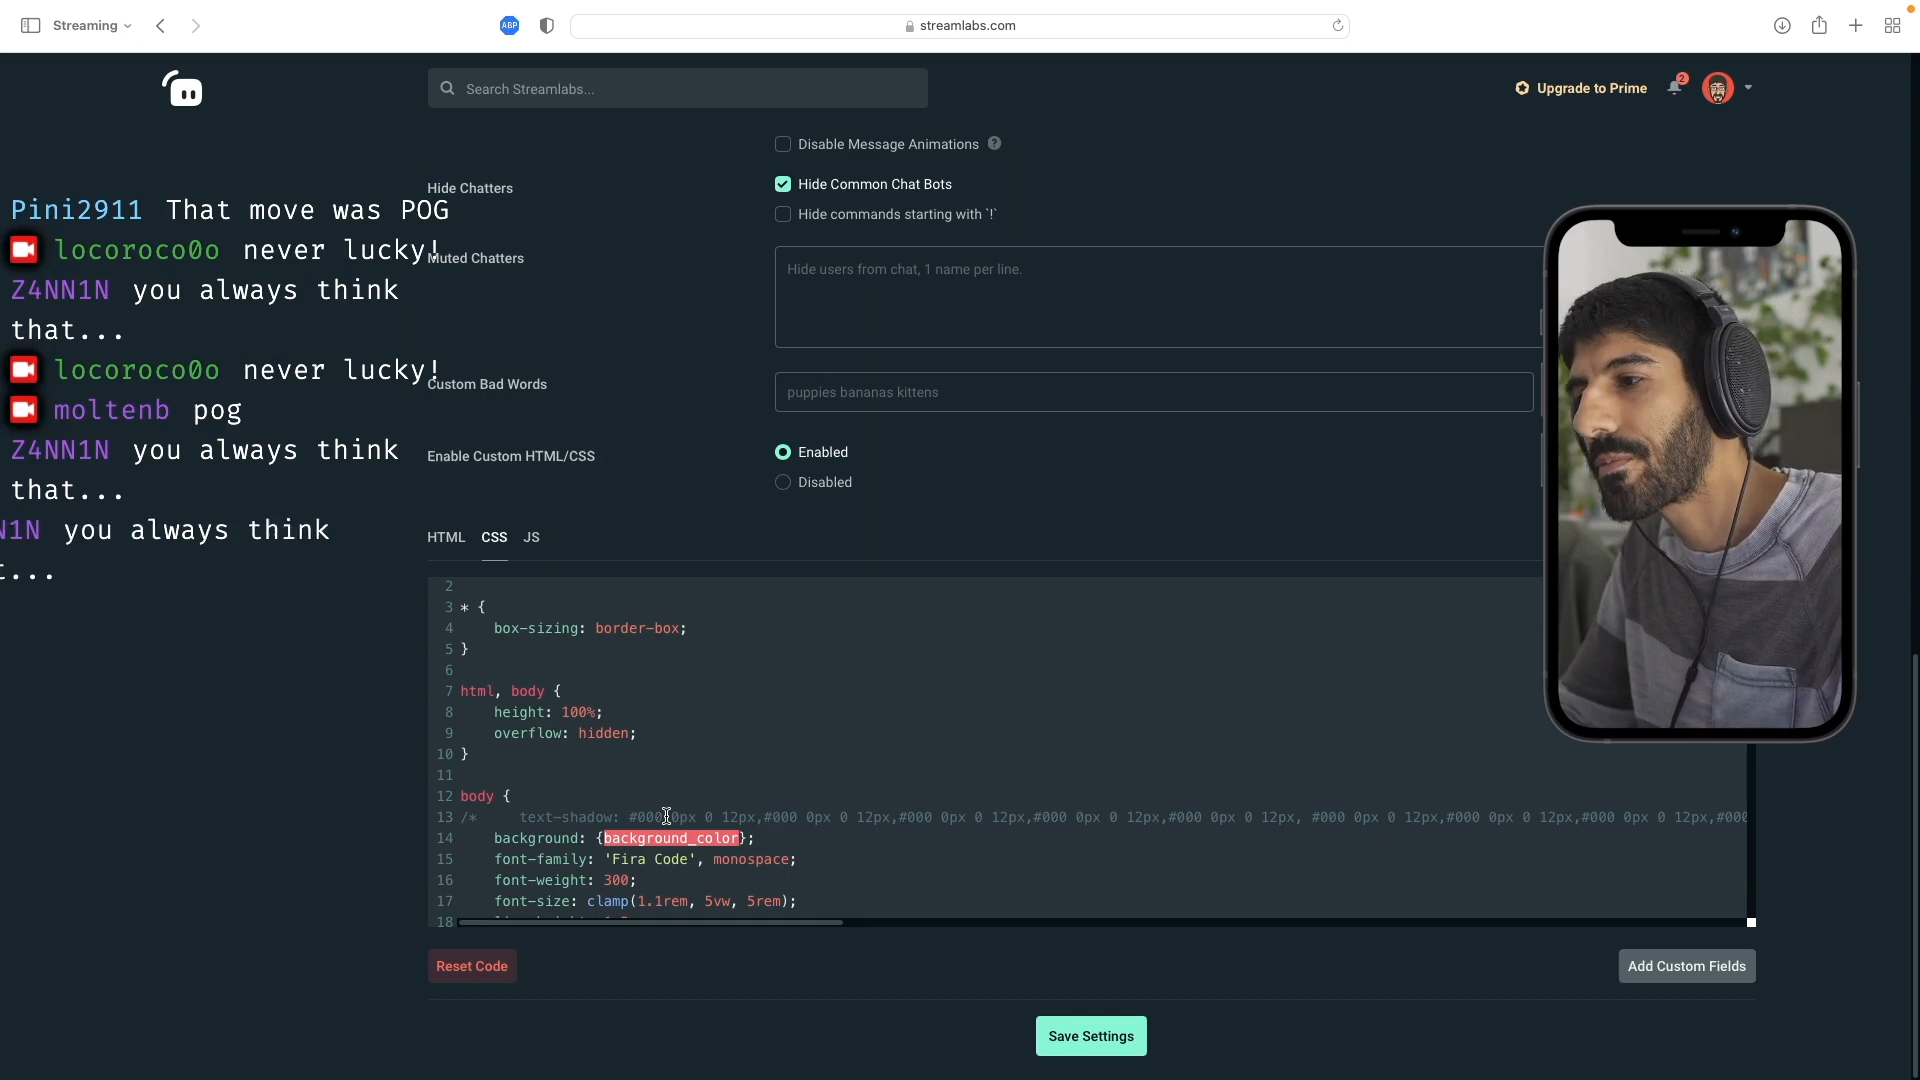 Streaming
ABP
streamlabs.com
Search Streamlabs...
Upgrade to Prime
2
Disable Message Animations ?
Hide Chatters
Hide Common Chat Bots
Hide commands starting with `!`
Muted Chatters
Hide users from chat, 1 name per line.
Custom Bad Words
puppies bananas kittens
Enable Custom HTML/CSS
Enabled
Disabled
Pini2911 That move was POG
locoroco0o never lucky!
Z4NN1N you always think
that...
locoroco0o never lucky!
moltenb pog
Z4NN1N you always think
that...
N1N you always think
t...
HTML CSS JS
2
3 * {
4 box-sizing: border-box;
5 }
6
7 html, body {
8 height: 100%;
9 overflow: hidden;
10 }
11
12 body {
13 /* text-shadow: #000 0px 0 12px,#000 0px 0 12px,#000 0px 0 12px,#000 0px 0 12px,#000 0px 0 12px, #000 0px 0 12px,#000 0px 0 12px,#000 0px 0 12px,#000
14 background: {background_color};
15 font-family: 'Fira Code', monospace;
16 font-weight: 300;
17 font-size: clamp(1.1rem, 5vw, 5rem);
18
Reset Code
Add Custom Fields
Save Settings